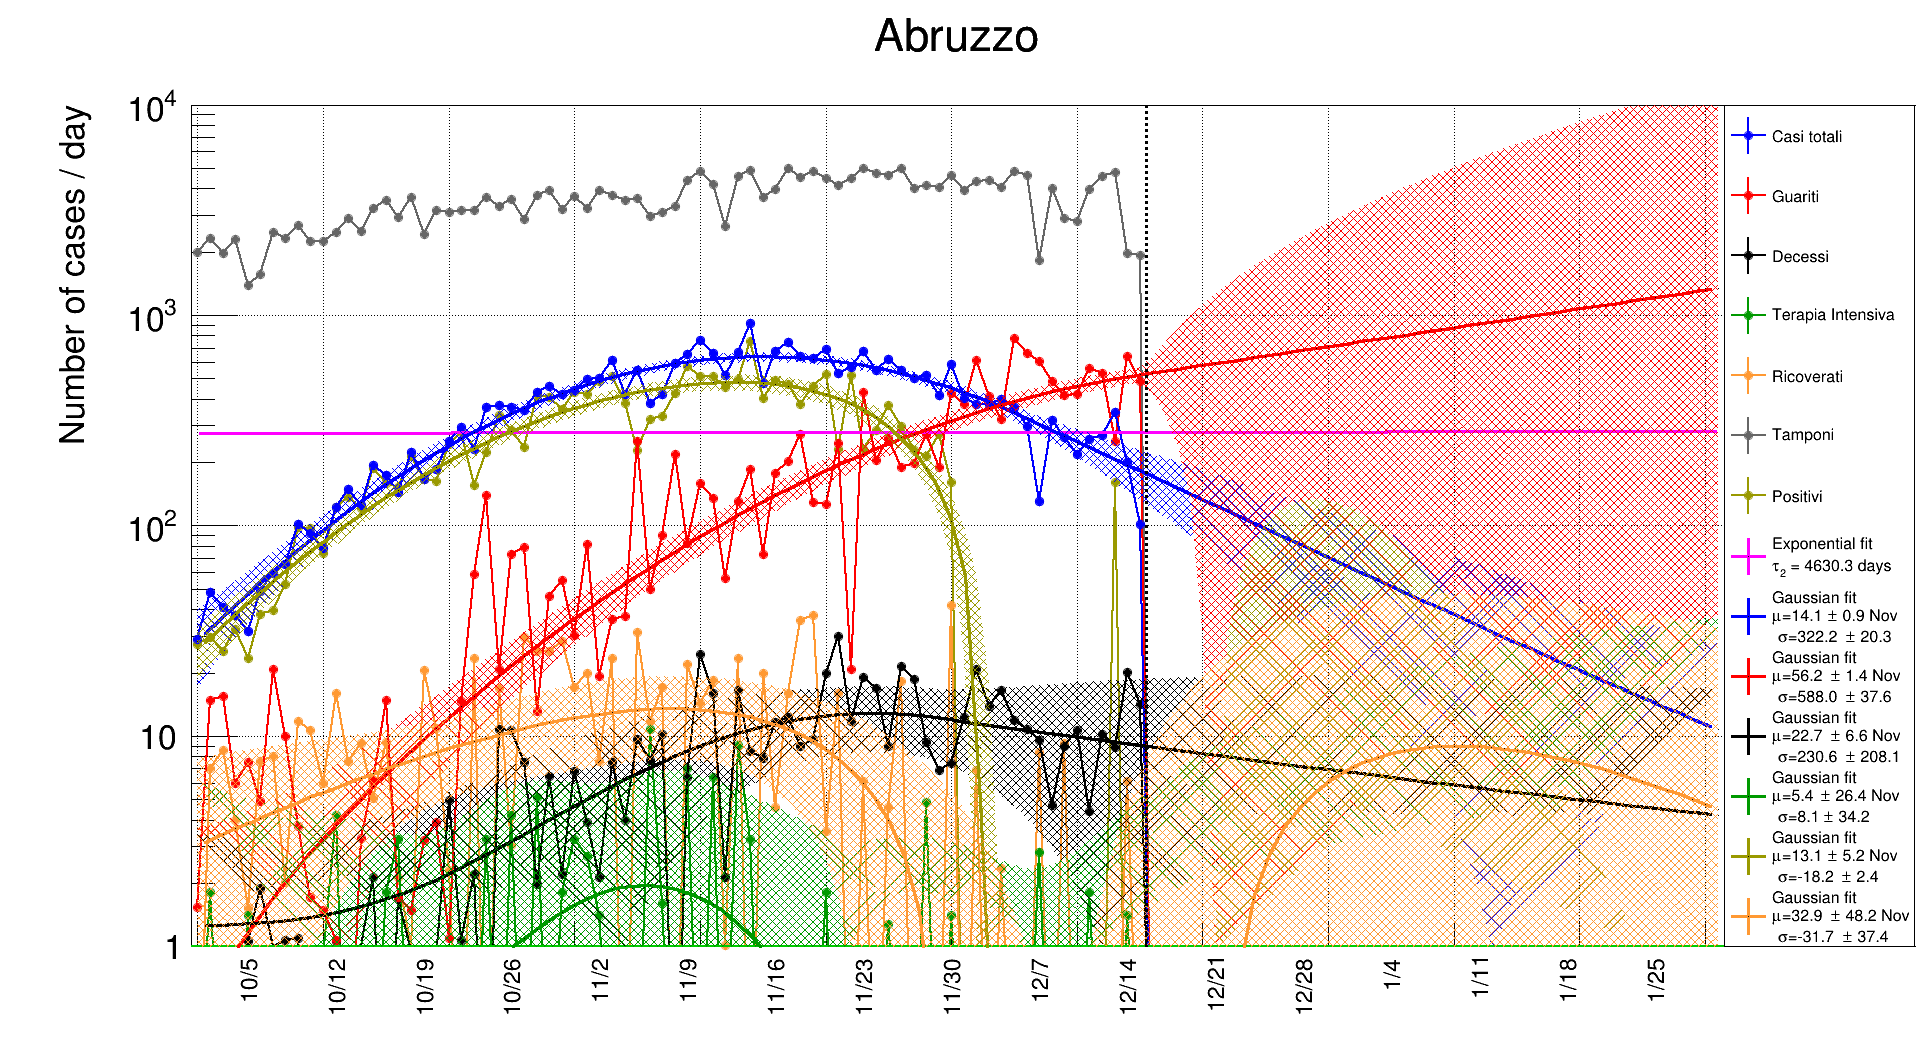 Abruzzo
Number of cases / day
10^4
10^3
10^2
10
1
10/5
10/12
10/19
10/26
11/2
11/9
11/16
11/23
11/30
12/7
12/14
12/21
12/28
1/4
1/11
1/18
1/25
Casi totali
Guariti
Decessi
Terapia Intensiva
Ricoverati
Tamponi
Positivi
Exponential fit
τ₂ = 4630.3 days
Gaussian fit
μ=14.1 ± 0.9 Nov
σ=322.2 ± 20.3
Gaussian fit
μ=56.2 ± 1.4 Nov
σ=588.0 ± 37.6
Gaussian fit
μ=22.7 ± 6.6 Nov
σ=230.6 ± 208.1
Gaussian fit
μ=5.4 ± 26.4 Nov
σ=8.1 ± 34.2
Gaussian fit
μ=13.1 ± 5.2 Nov
σ=-18.2 ± 2.4
Gaussian fit
μ=32.9 ± 48.2 Nov
σ=-31.7 ± 37.4